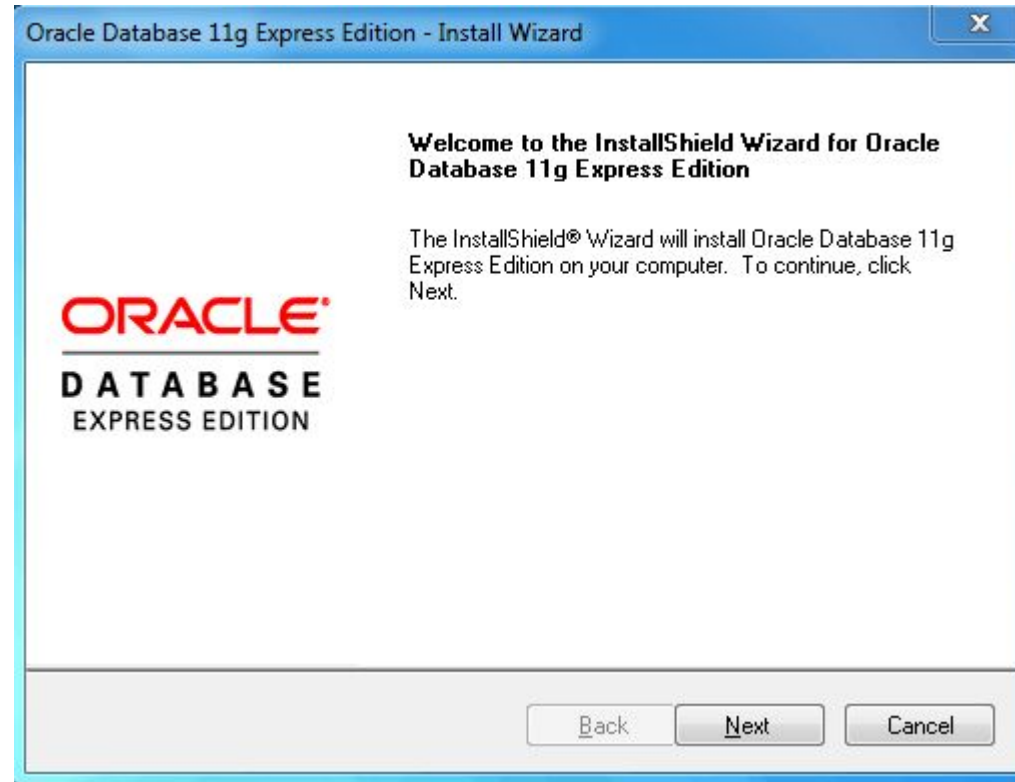 Oracle Database 11g Express Edition - Install Wizard
X
Welcome to the InstallShield Wizard for Oracle
Database 11g Express Edition
The InstallShield® Wizard will install Oracle Database 11g
Express Edition on your computer. To continue, click
Next.
ORACLE®
DATABASE
EXPRESS EDITION
Back Next Cancel